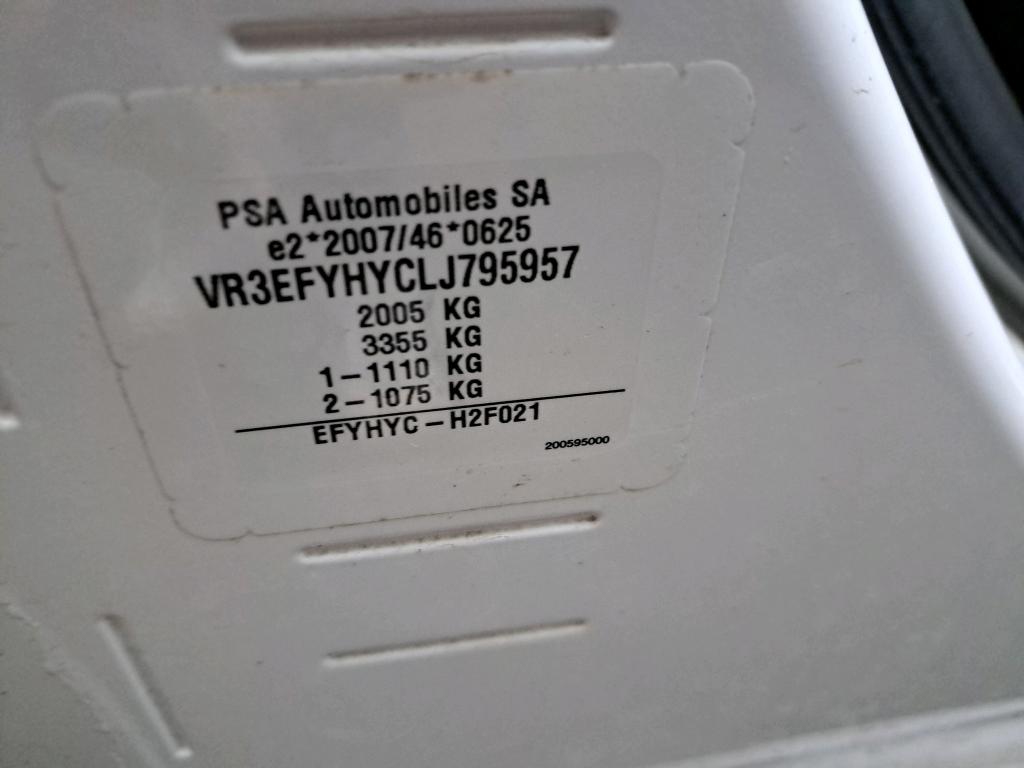 PSA Automobiles SA
e2*2007/46*0625
VR3EFYHYCLJ795957
2005 KG
3355 KG
1-1110 KG
2-1075 KG
EFYHYC-H2F021
200595000